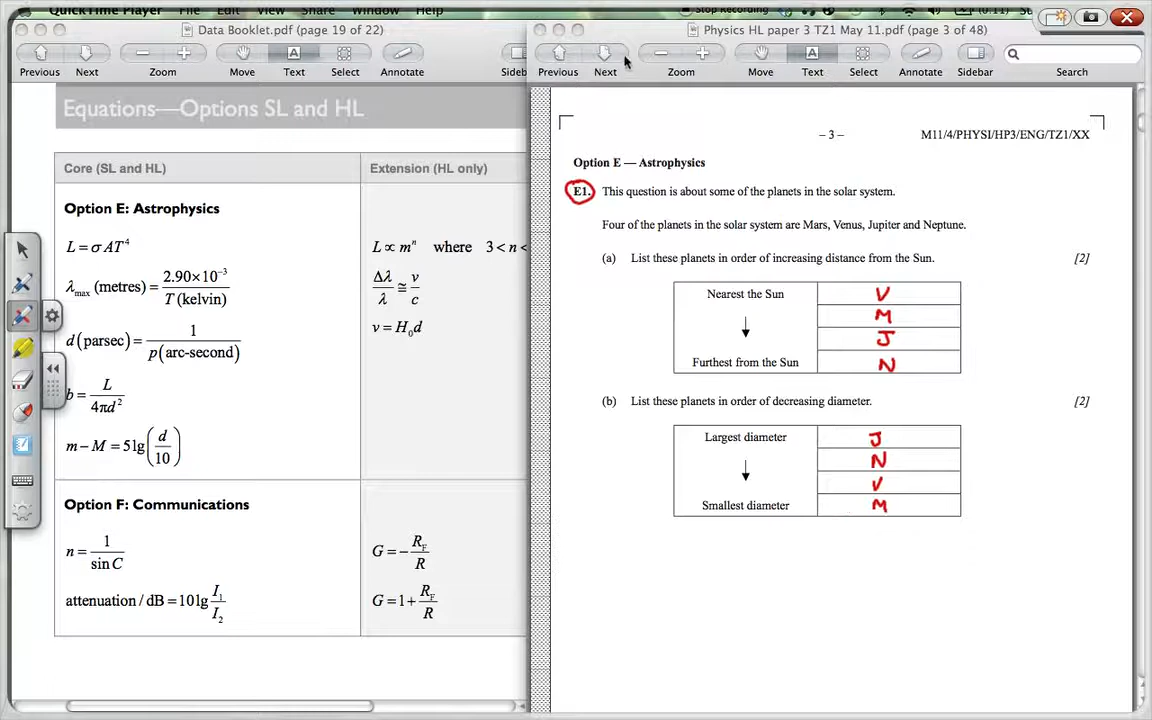 QuickTime Player File Edit View Share Window Help
Stop Recording
(0:11)
Data Booklet.pdf (page 19 of 22)
Previous Next Zoom Move Text Select Annotate
Equations—Options SL and HL
Core (SL and HL)
Extension (HL only)
Option E: Astrophysics
L = σAT⁴
L ∝ mⁿ where 3 < n <
λmax (metres) = 2.90×10⁻³ / T (kelvin)
Δλ/λ ≅ v/c
d (parsec) = 1 / p(arc-second)
v = H₀d
b = L / 4πd²
m − M = 5 lg(d/10)
Option F: Communications
n = 1 / sin C
G = − R_F / R
attenuation / dB = 10 lg I₁/I₂
G = 1 + R_F / R
Physics HL paper 3 TZ1 May 11.pdf (page 3 of 48)
Previous Next Zoom Move Text Select Annotate Sidebar Search
– 3 –
M11/4/PHYSI/HP3/ENG/TZ1/XX
Option E — Astrophysics
E1. This question is about some of the planets in the solar system.
Four of the planets in the solar system are Mars, Venus, Jupiter and Neptune.
(a) List these planets in order of increasing distance from the Sun. [2]
Nearest the Sun V
M
J
Furthest from the Sun N
(b) List these planets in order of decreasing diameter. [2]
Largest diameter J
N
V
Smallest diameter M